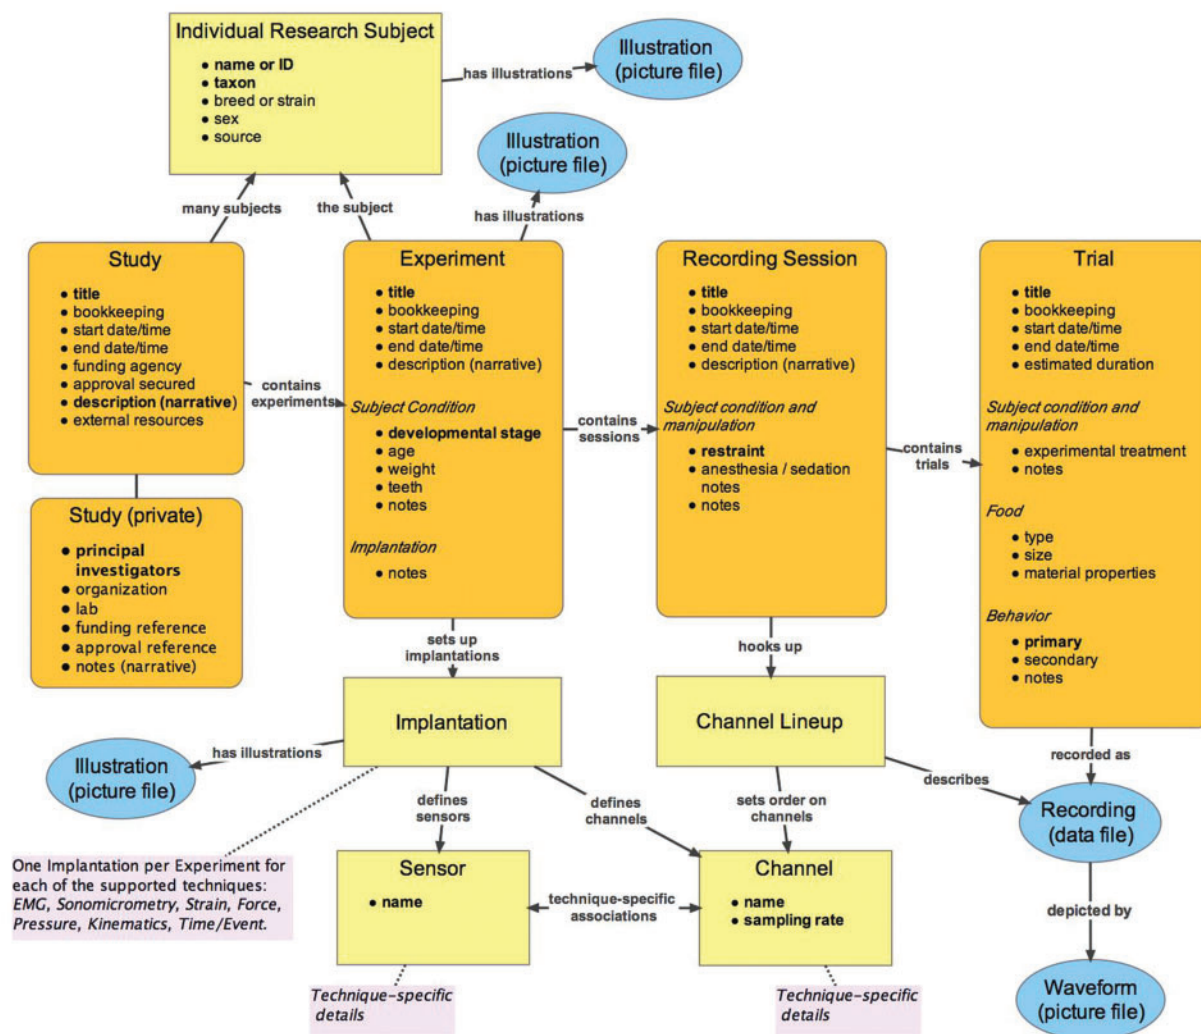 Individual Research Subject
• name or ID
• taxon
• breed or strain
• sex
• source
has illustrations
Illustration
(picture file)
Illustration
(picture file)
has illustrations
many subjects
the subject
Study
• title
• bookkeeping
• start date/time
• end date/time
• funding agency
• approval secured
• description (narrative)
• external resources
contains
experiments
Study (private)
• principal
investigators
• organization
• lab
• funding reference
• approval reference
• notes (narrative)
Experiment
• title
• bookkeeping
• start date/time
• end date/time
• description (narrative)
Subject Condition
• developmental stage
• age
• weight
• teeth
• notes
Implantation
• notes
contains
sessions
Recording Session
• title
• bookkeeping
• start date/time
• end date/time
• description (narrative)
Subject condition and
manipulation
• restraint
• anesthesia / sedation
notes
• notes
contains
trials
Trial
• title
• bookkeeping
• start date/time
• end date/time
• estimated duration
Subject condition and
manipulation
• experimental treatment
• notes
Food
• type
• size
• material properties
Behavior
• primary
• secondary
• notes
sets up
implantations
hooks up
Implantation
Channel Lineup
has illustrations
Illustration
(picture file)
recorded as
describes
Recording
(data file)
defines
sensors
defines
channels
sets order on
channels
One Implantation per Experiment for
each of the supported techniques:
EMG, Sonomicrometry, Strain, Force,
Pressure, Kinematics, Time/Event.
Sensor
• name
technique-specific
associations
Channel
• name
• sampling rate
depicted by
Technique-specific
details
Technique-specific
details
Waveform
(picture file)